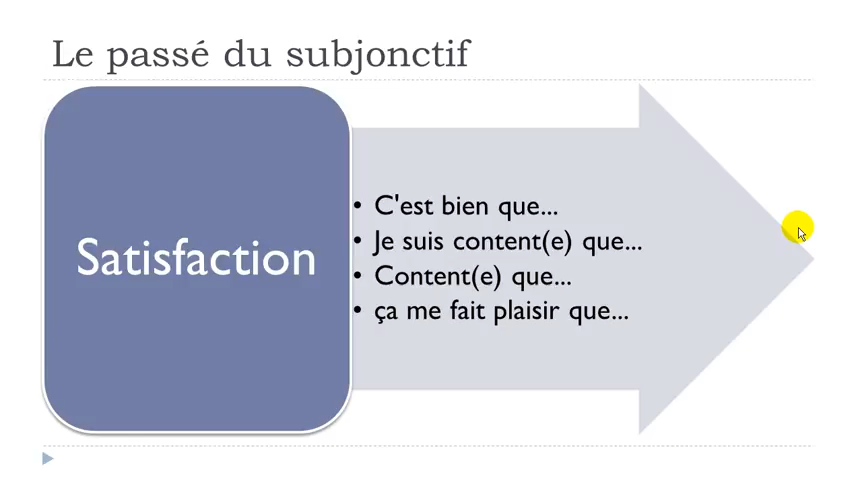 Le passé du subjonctif
Satisfaction
• C'est bien que...
• Je suis content(e) que...
• Content(e) que...
• ça me fait plaisir que...